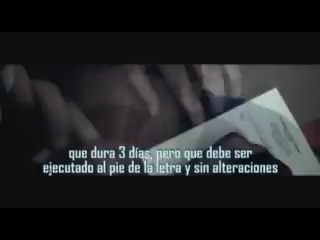 que dura 3 días, pero que debe ser
ejecutado al pie de la letra y sin alteraciones